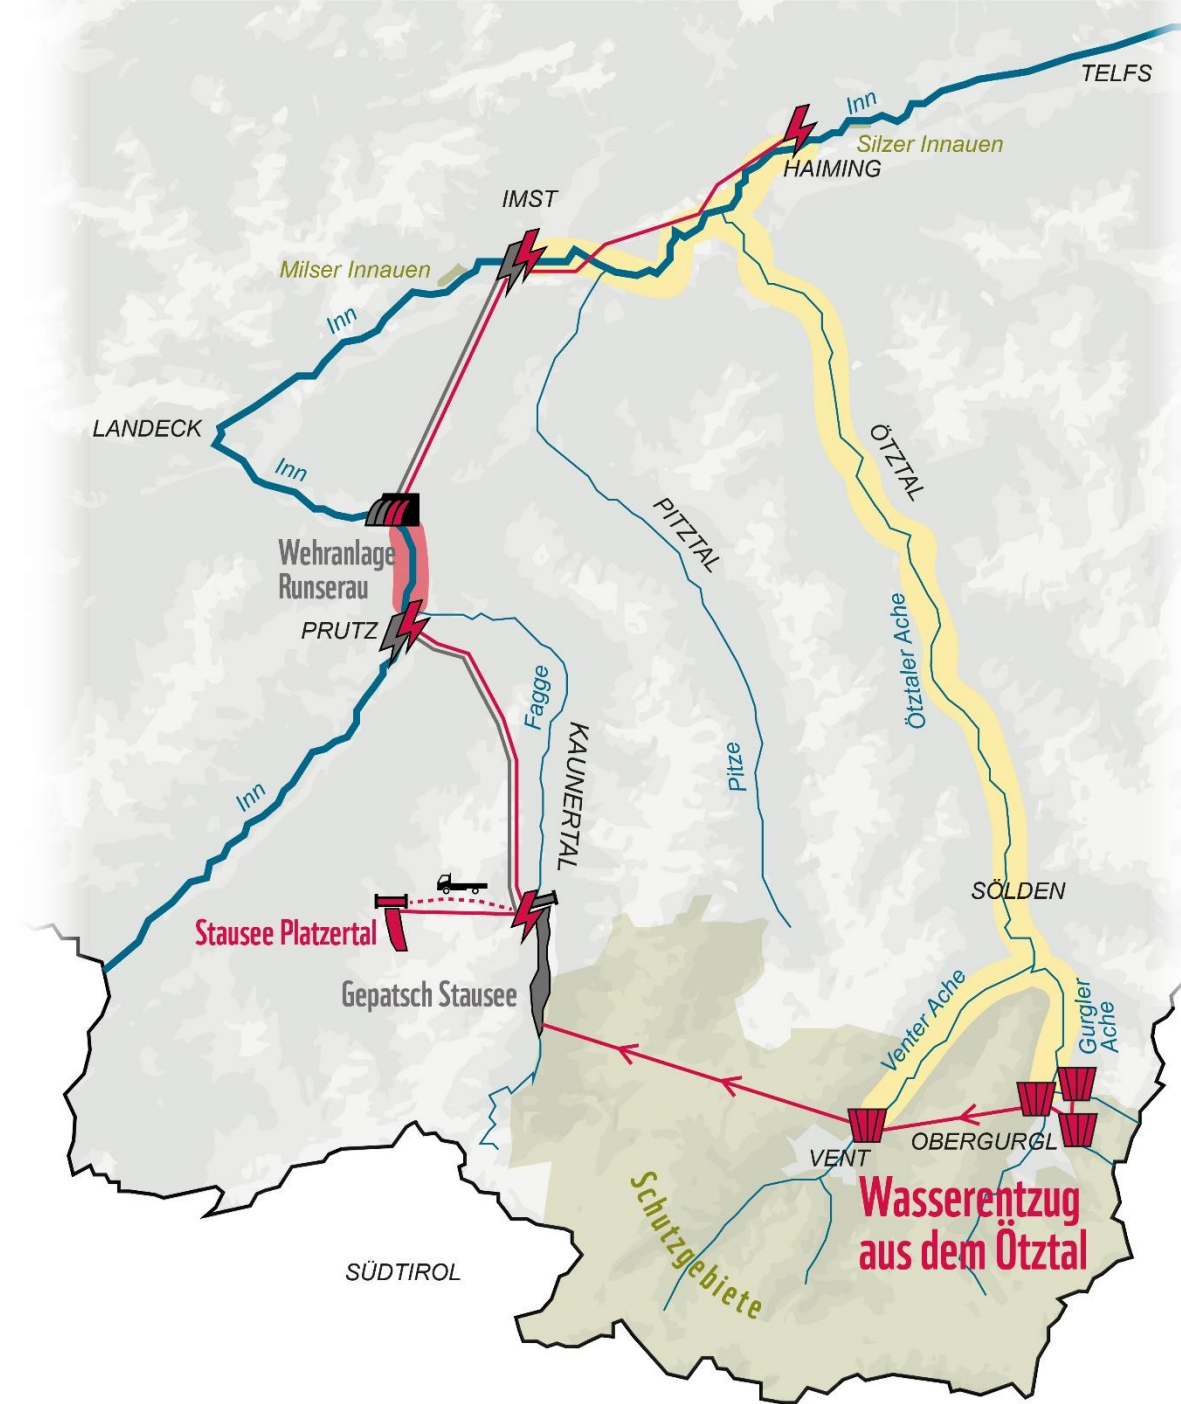 TELFS
Inn
Silzer Innauen
HAIMING
IMST
Milser Innauen
Inn
LANDECK
Inn
ÖTZTAL
PITZTAL
Wehranlage
Runserau
PRUTZ
Ötztaler Ache
Fagge
KAUNERTAL
Pitze
Inn
SÖLDEN
Stausee Platzertal
Gepatsch Stausee
Venter Ache
Gurgler
Ache
VENT
OBERGURGL
Wasserentzug
aus dem Ötztal
Schutzgebiete
SÜDTIROL